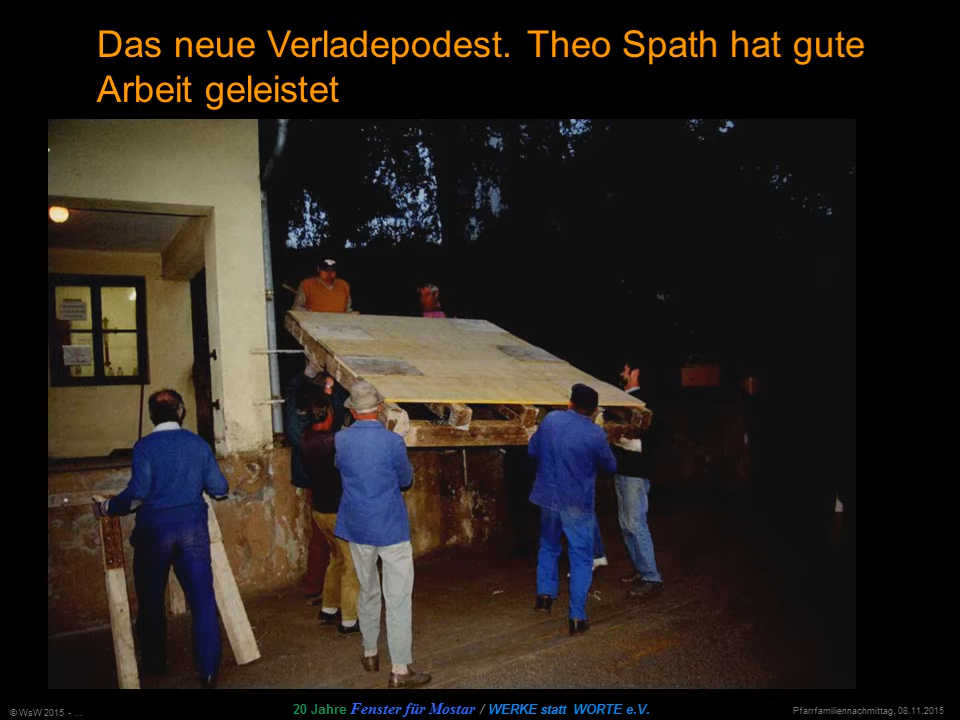 Das neue Verladepodest. Theo Spath hat gute
Arbeit geleistet
© WsW 2015 - ...
20 Jahre Fenster für Mostar / WERKE statt WORTE e.V.
Pfarrfamiliennachmittag, 08.11.2015